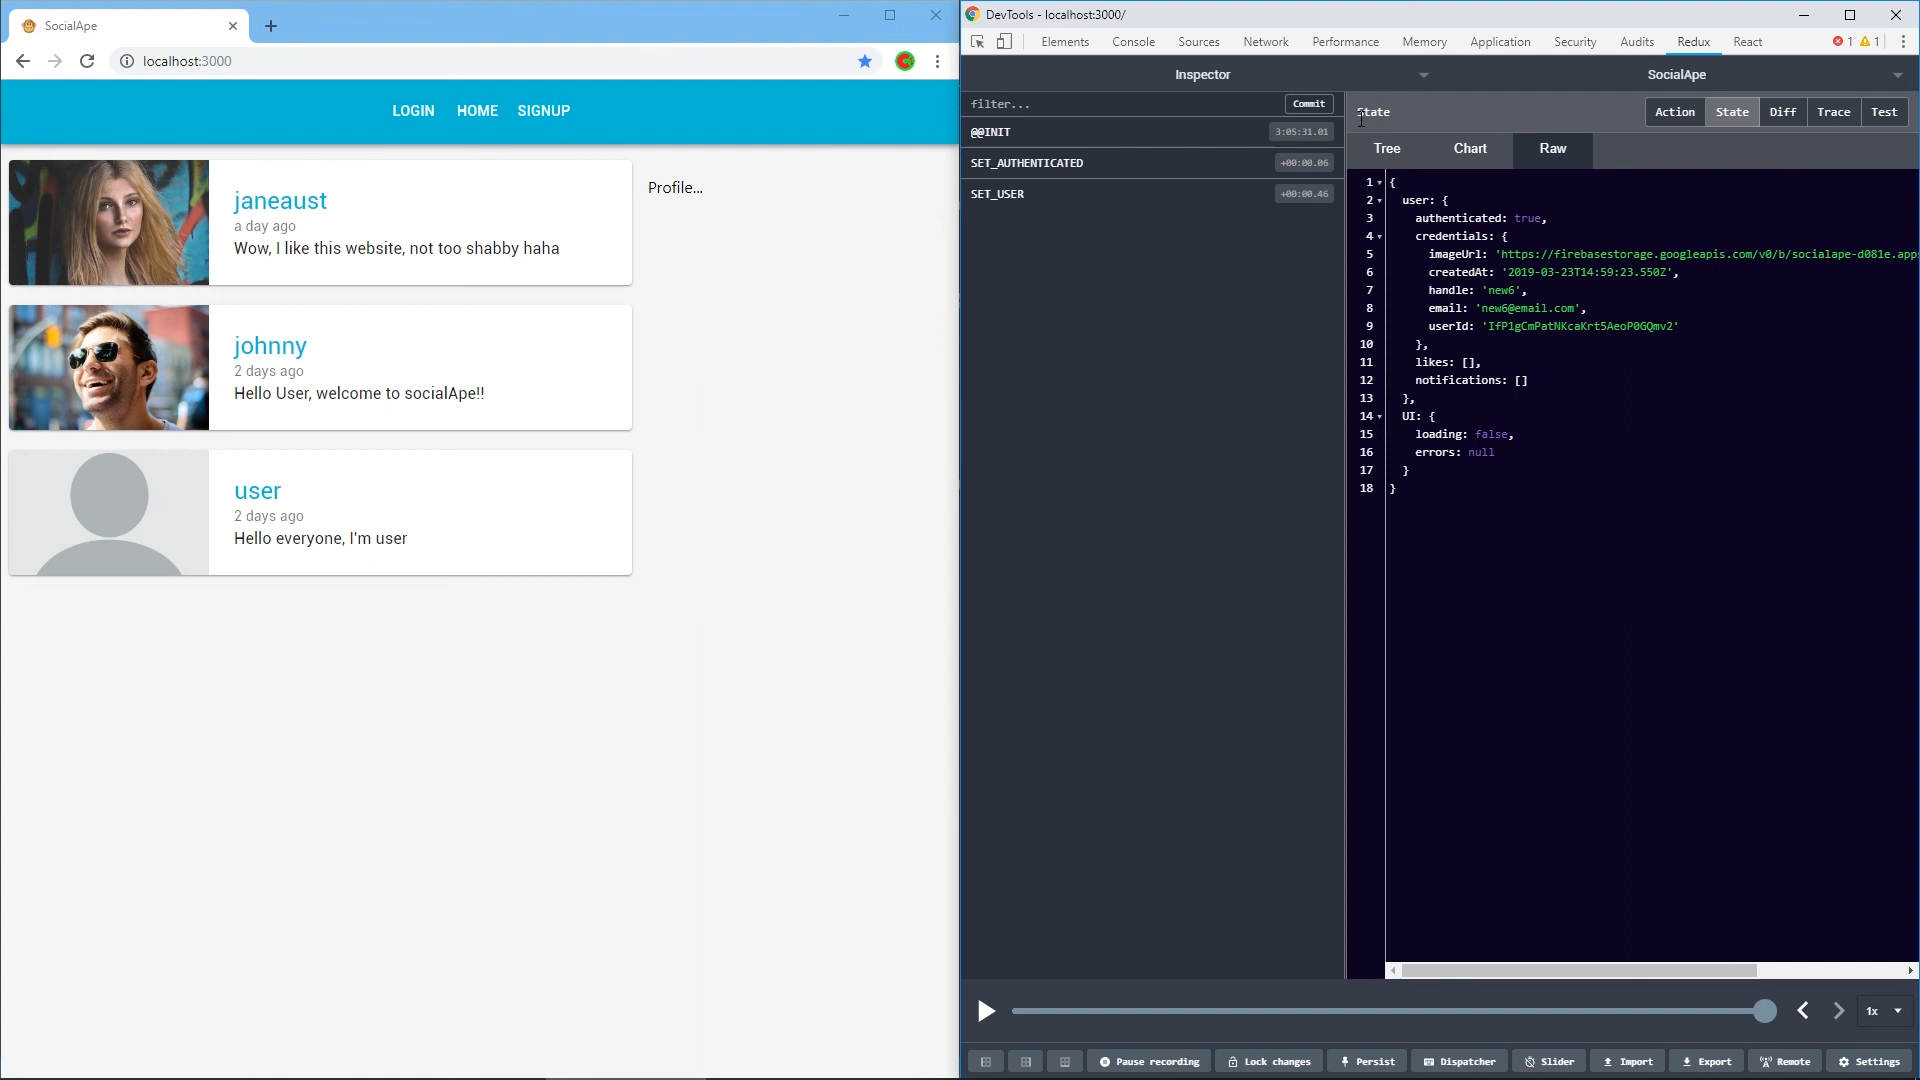 SocialApe
localhost:3000
LOGIN HOME SIGNUP
janeaust
a day ago
Wow, I like this website, not too shabby haha
johnny
2 days ago
Hello User, welcome to socialApe!!
user
2 days ago
Hello everyone, I'm user
Profile...
DevTools - localhost:3000/
Elements Console Sources Network Performance Memory Application Security Audits Redux React 1 1
Inspector SocialApe
filter... Commit
@@INIT 3:05:31.01
SET_AUTHENTICATED +00:00.06
SET_USER +00:00.46
State Action State Diff Trace Test
Tree Chart Raw
1 {
2 user: {
3 authenticated: true,
4 credentials: {
5 imageUrl: 'https://firebasestorage.googleapis.com/v0/b/socialape-d081e.apps
6 createdAt: '2019-03-23T14:59:23.550Z',
7 handle: 'new6',
8 email: 'new6@email.com',
9 userId: 'IfP1gCmPatNKcaKrt5AeoP0GQmv2'
10 },
11 likes: [],
12 notifications: []
13 },
14 UI: {
15 loading: false,
16 errors: null
17 }
18 }
1x
Pause recording Lock changes Persist Dispatcher Slider Import Export Remote Settings